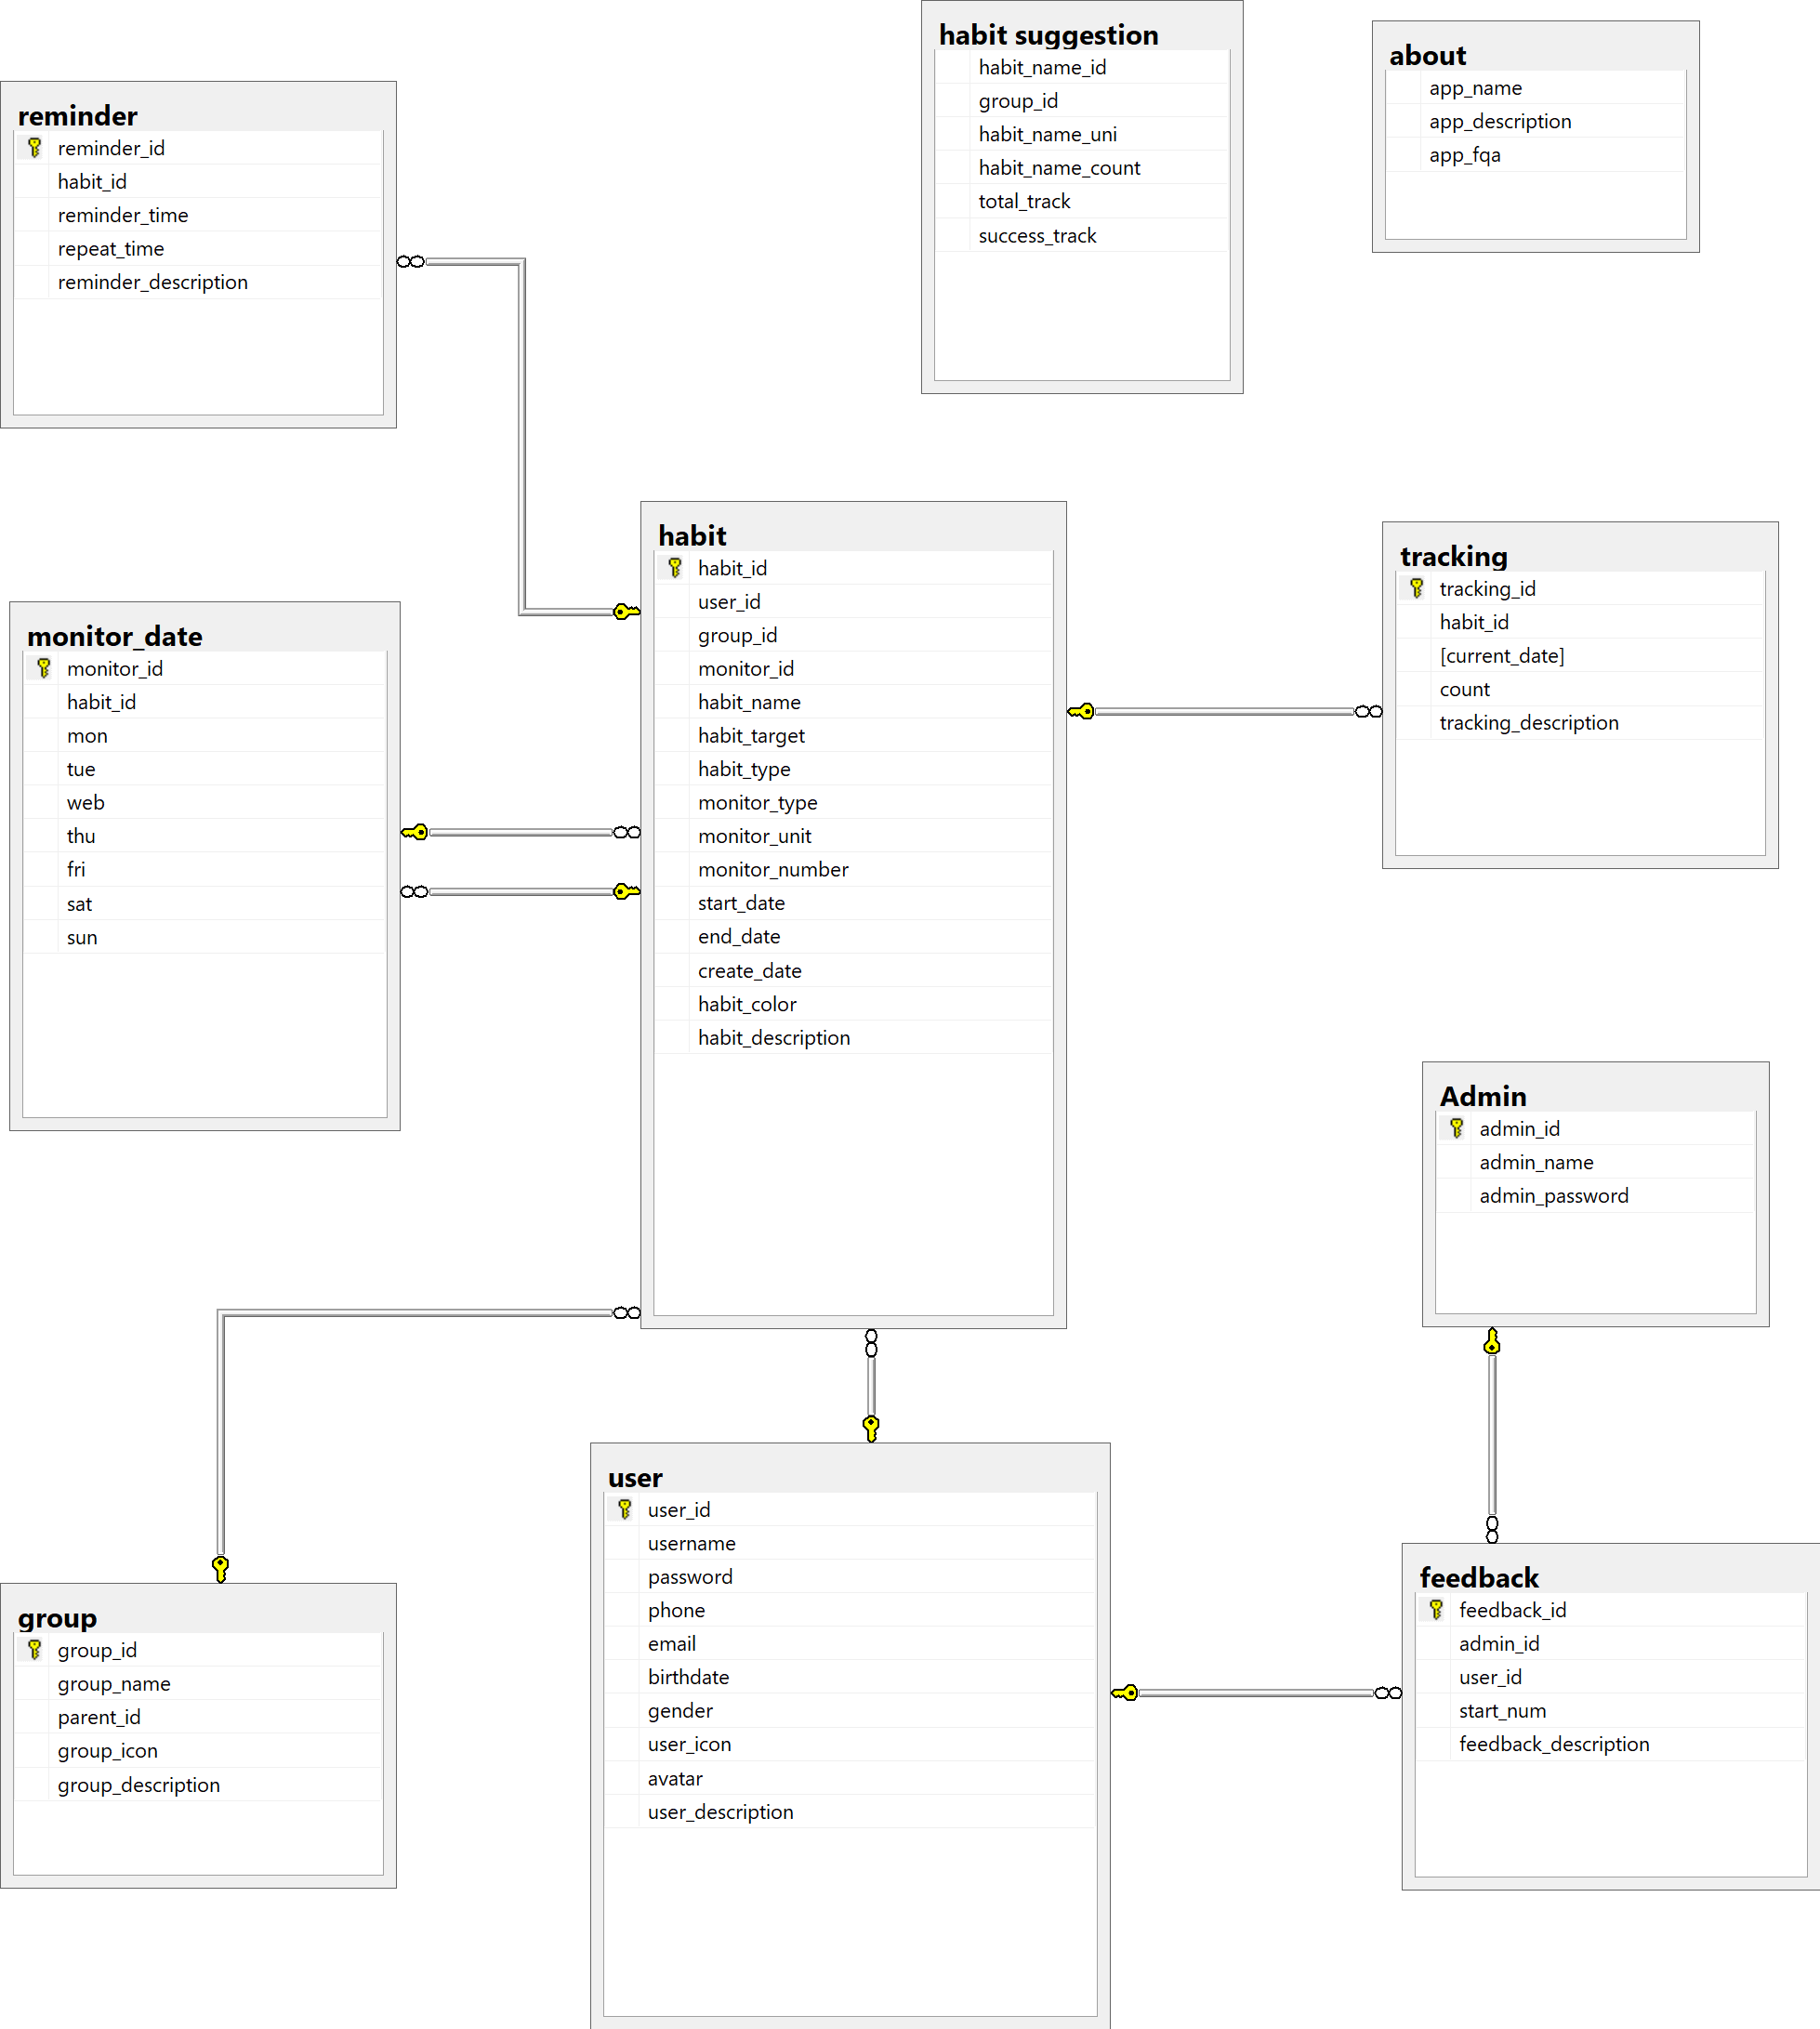 habit suggestion
habit_name_id
group_id
habit_name_uni
habit_name_count
total_track
success_track
about
app_name
app_description
app_fqa
reminder
reminder_id
habit_id
reminder_time
repeat_time
reminder_description
habit
habit_id
user_id
group_id
monitor_id
habit_name
habit_target
habit_type
monitor_type
monitor_unit
monitor_number
start_date
end_date
create_date
habit_color
habit_description
tracking
tracking_id
habit_id
[current_date]
count
tracking_description
monitor_date
monitor_id
habit_id
mon
tue
web
thu
fri
sat
sun
Admin
admin_id
admin_name
admin_password
user
user_id
username
password
phone
email
birthdate
gender
user_icon
avatar
user_description
feedback
feedback_id
admin_id
user_id
start_num
feedback_description
group
group_id
group_name
parent_id
group_icon
group_description